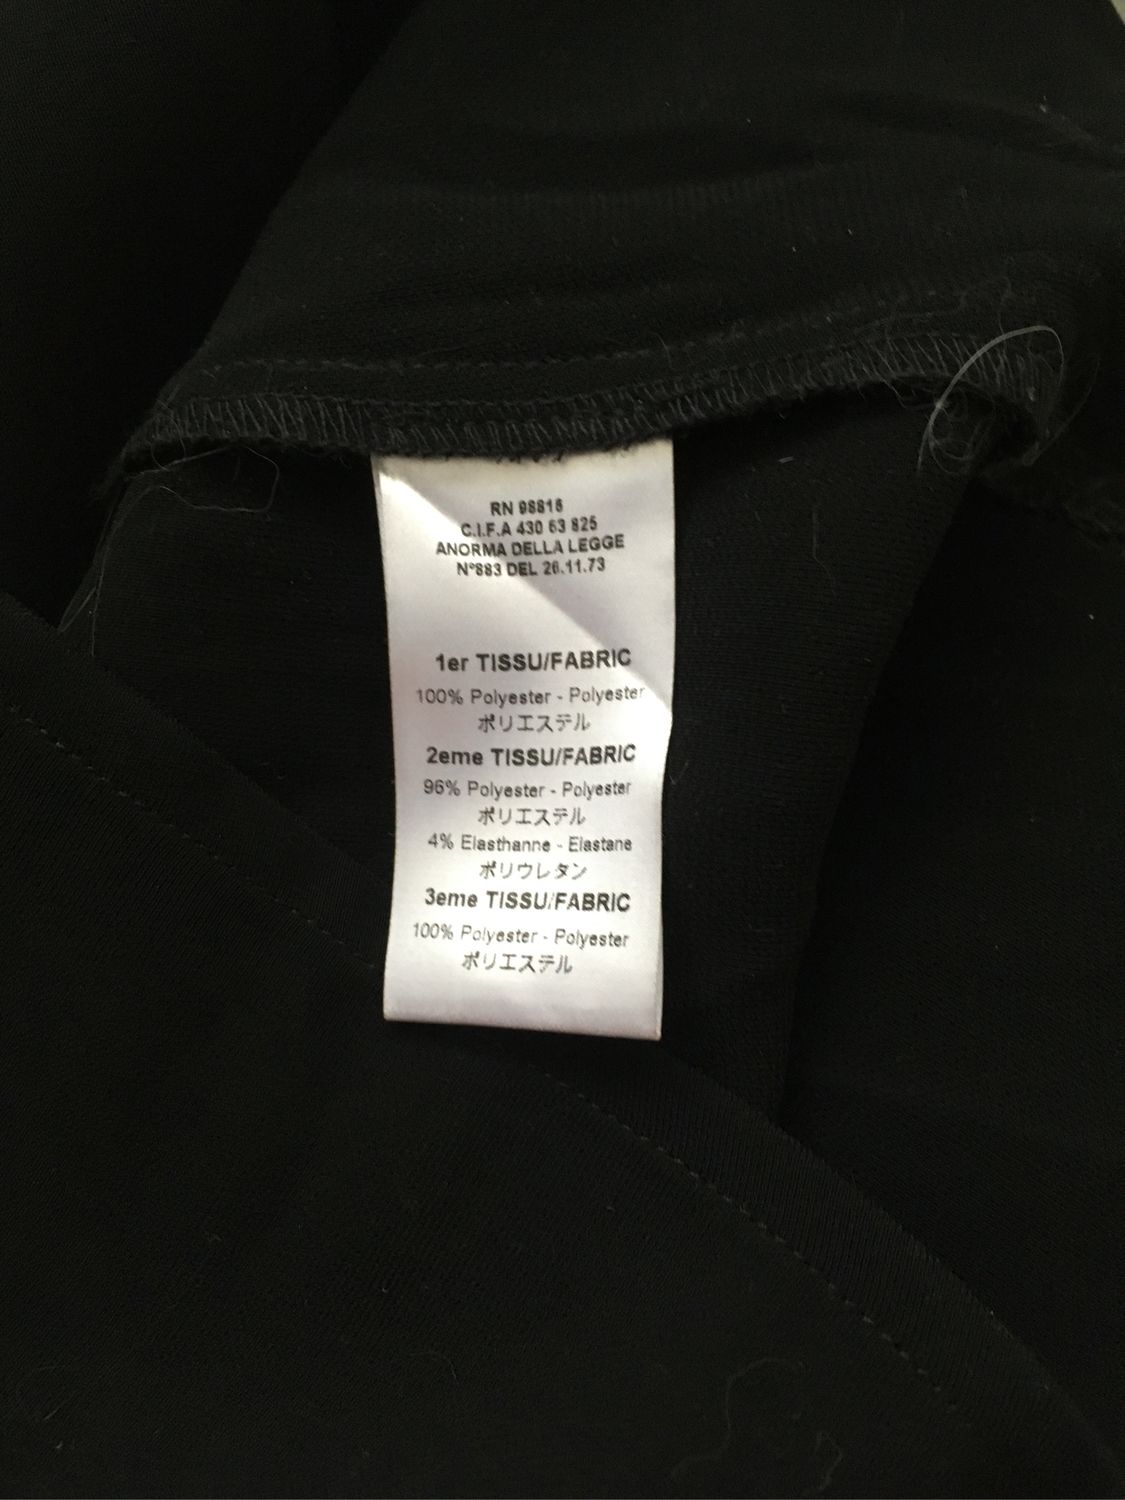 RN 98816
C.I.F.A 430 63 825
ANORMA DELLA LEGGE
N°883 DEL 26.11.73
1er TISSU/FABRIC
100% Polyester - Polyester
ポリエステル
2eme TISSU/FABRIC
96% Polyester - Polyester
ポリエステル
4% Elasthanne - Elastane
ポリウレタン
3eme TISSU/FABRIC
100% Polyester - Polyester
ポリエステル